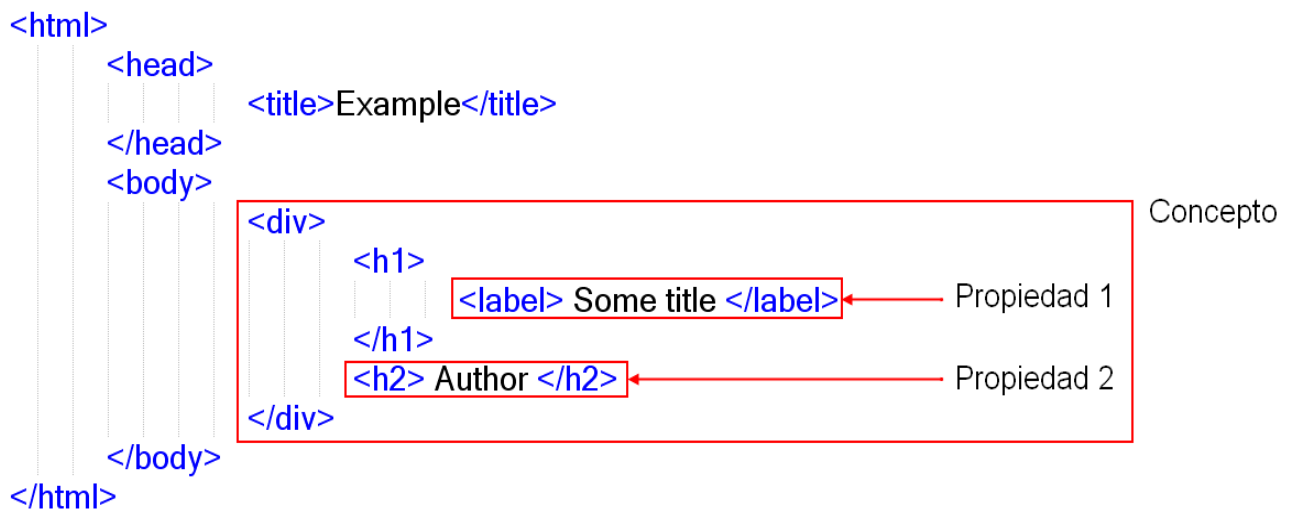 <html>
<head>
<title>Example</title>
</head>
<body>
<div>
Concepto
<h1>
<label> Some title </label>
Propiedad 1
</h1>
<h2> Author </h2>
Propiedad 2
</div>
</body>
</html>